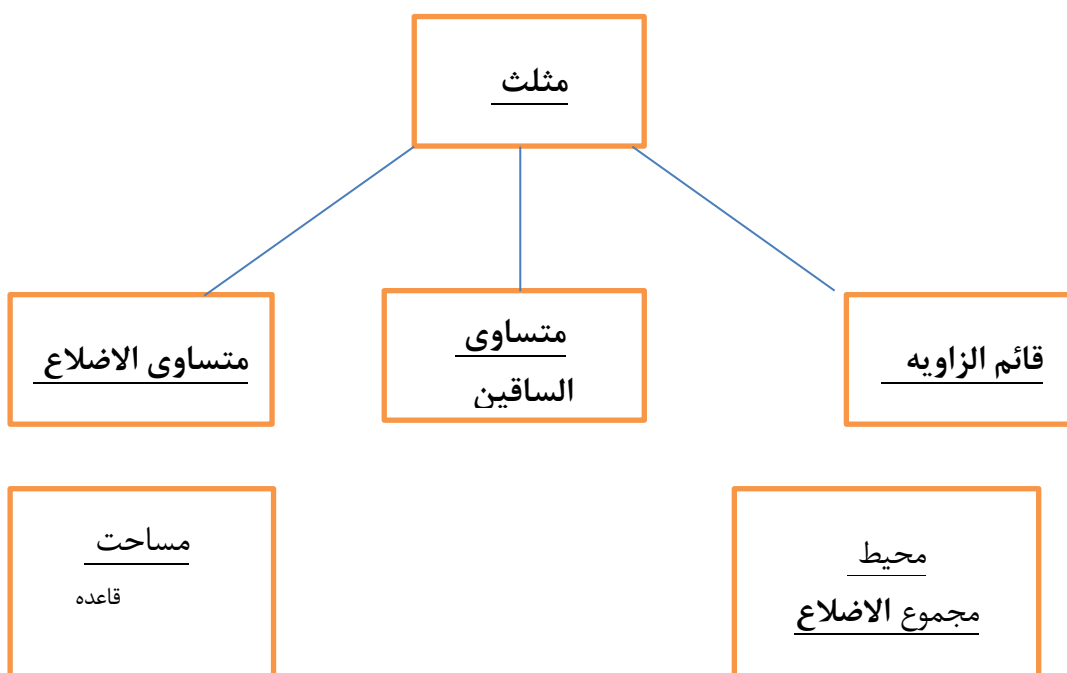 مثلث
قائم الزاويه
متساوى
الساقين
متساوى الاضلاع
محيط
مجموع الاضلاع
مساحت
قاعده